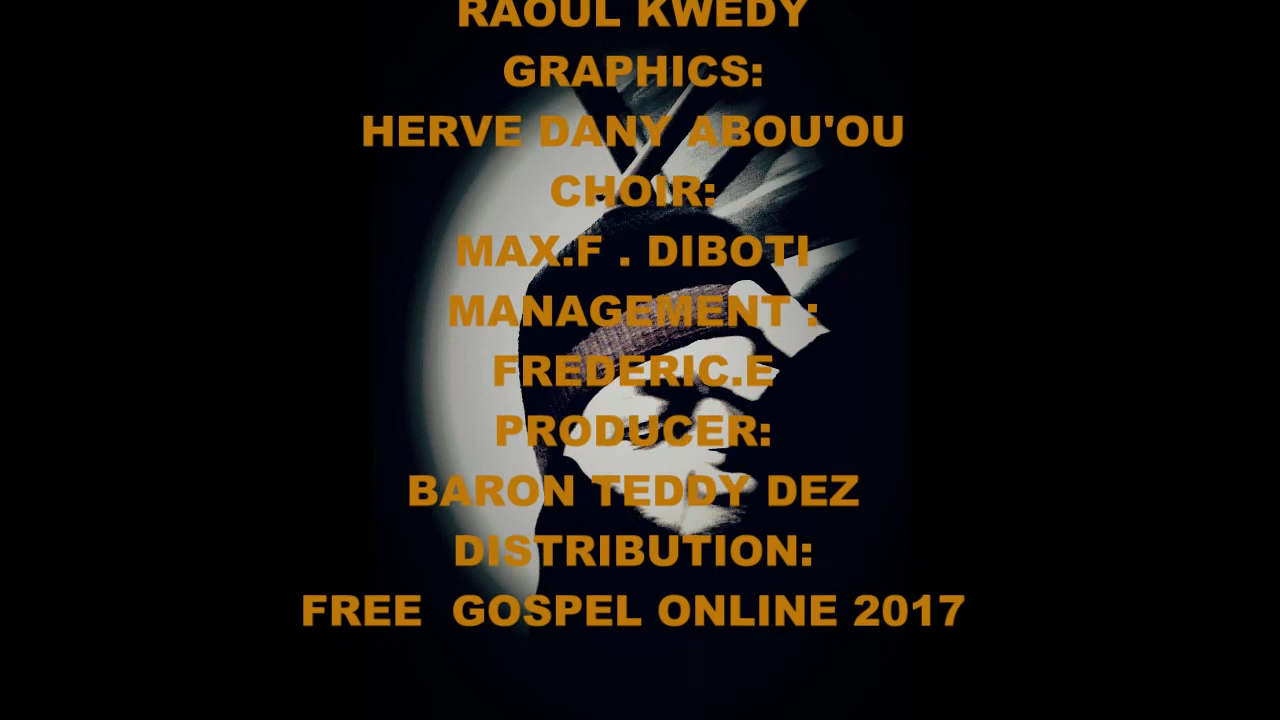 RAOUL KWEDY
GRAPHICS:
HERVE DANY ABOU'OU
CHOIR:
MAX.F . DIBOTI
MANAGEMENT :
FREDERIC.E
PRODUCER:
BARON TEDDY DEZ
DISTRIBUTION:
FREE  GOSPEL ONLINE 2017